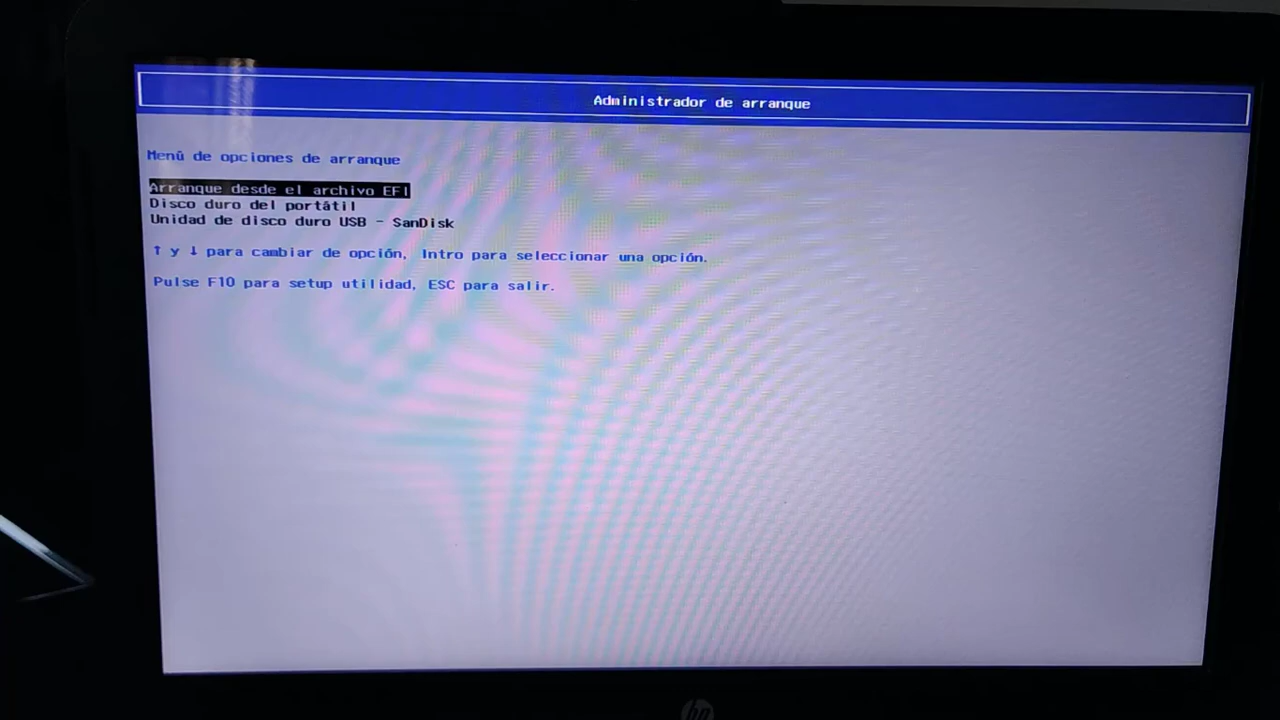 Administrador de arranque
Menú de opciones de arranque
Arranque desde el archivo EFI
Disco duro del portátil
Unidad de disco duro USB - SanDisk
↑ y ↓ para cambiar de opción, Intro para seleccionar una opción.
Pulse F10 para setup utilidad, ESC para salir.
hp